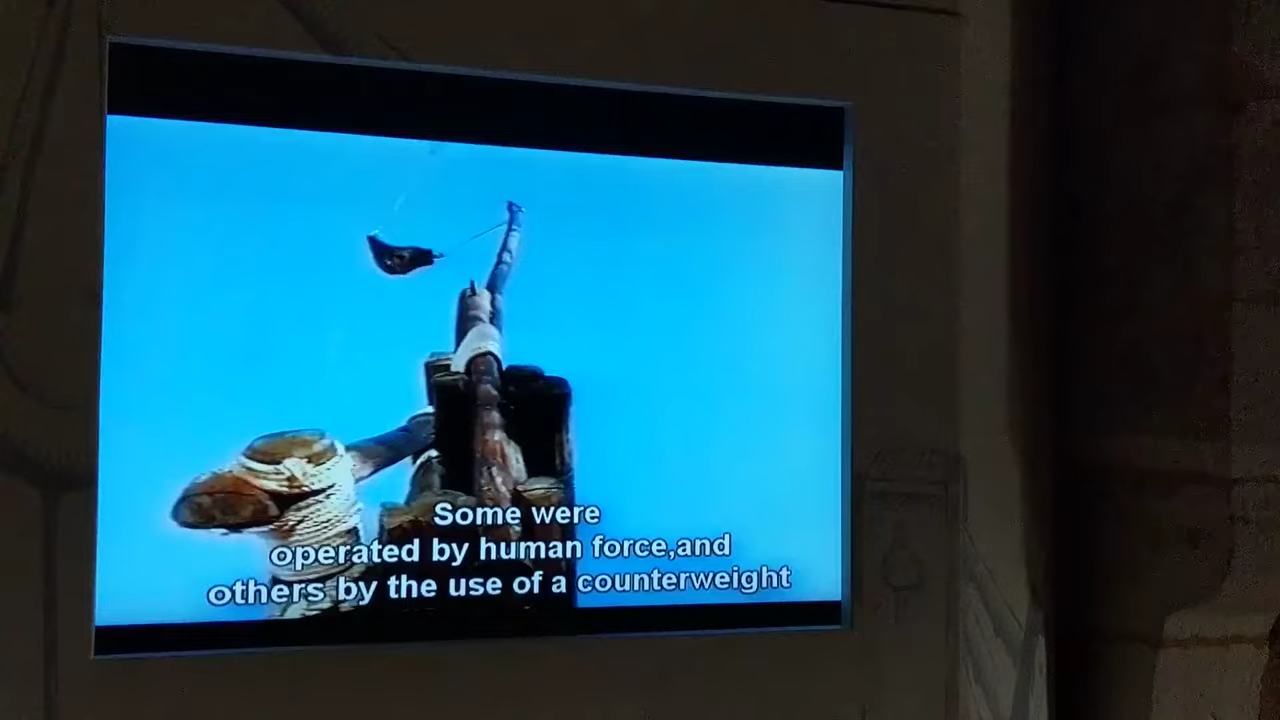 Some were
operated by human force,and
others by the use of a counterweight